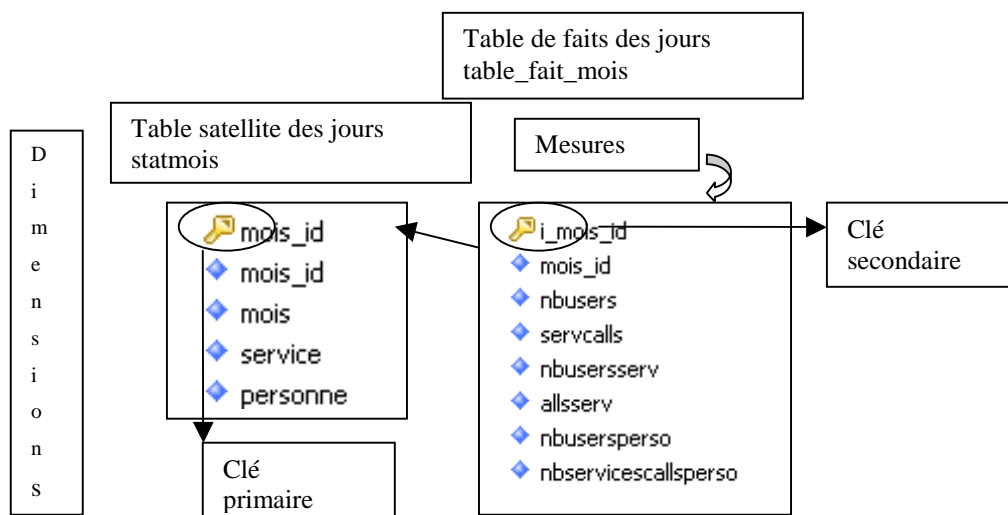 Table de faits des jours
table_fait_mois
Table satellite des jours
statmois
Mesures
D
i
m
e
n
s
i
o
n
s
mois_id
mois_id
mois
service
personne
i_mois_id
mois_id
nbusers
servcalls
nbusersserv
allsserv
nbusersperso
nbservicescallsperso
Clé
secondaire
Clé
primaire